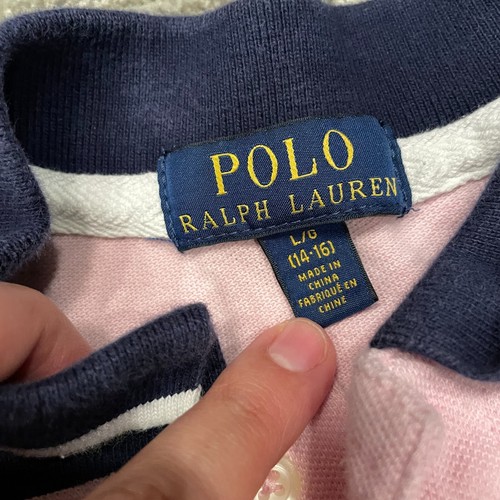 POLO
RALPH LAUREN
L/G
(14-16)
MADE IN
CHINA
FABRIQUÉ EN
CHINE